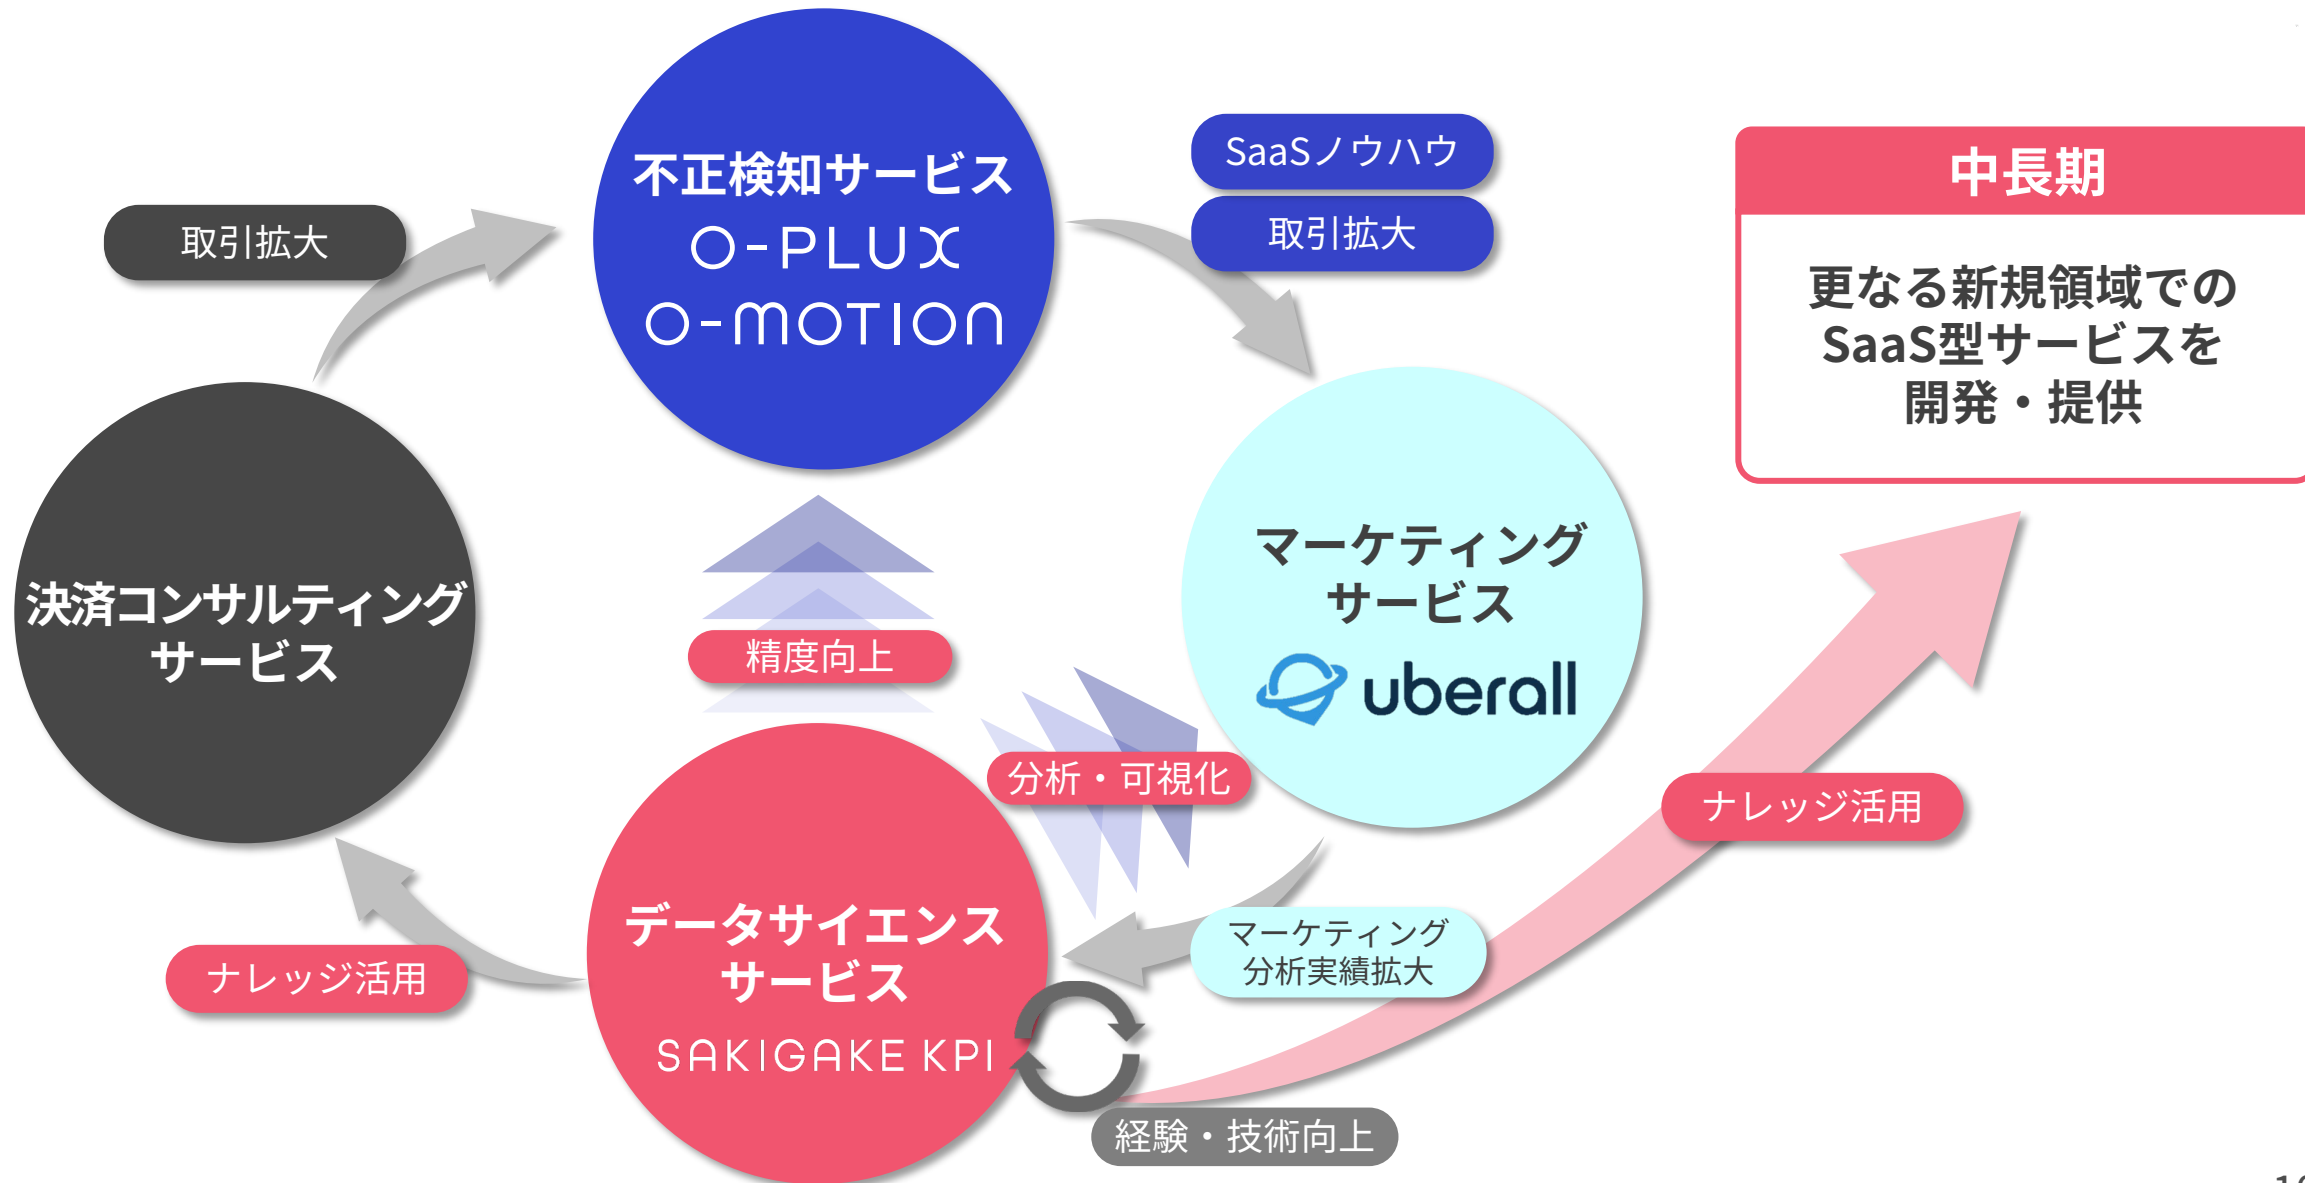 不正検知サービス
O-PLUX
O-MOTION
SaaSノウハウ
取引拡大
取引拡大
中長期
更なる新規領域での
SaaS型サービスを
開発・提供
決済コンサルティング
サービス
精度向上
マーケティング
サービス
uberall
分析・可視化
ナレッジ活用
データサイエンス
サービス
SAKIGAKE KPI
マーケティング
分析実績拡大
ナレッジ活用
経験・技術向上